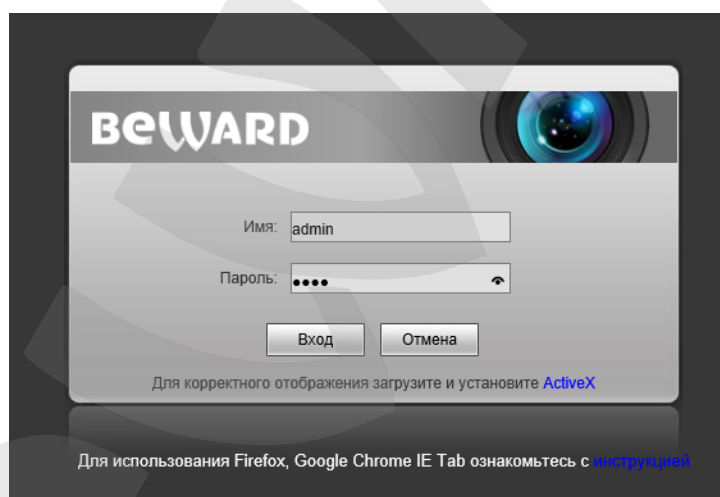 BEWARD
Имя: admin
Пароль: ••••
Вход Отмена
Для корректного отображения загрузите и установите ActiveX
Для использования Firefox, Google Chrome IE Tab ознакомьтесь с инструкцией